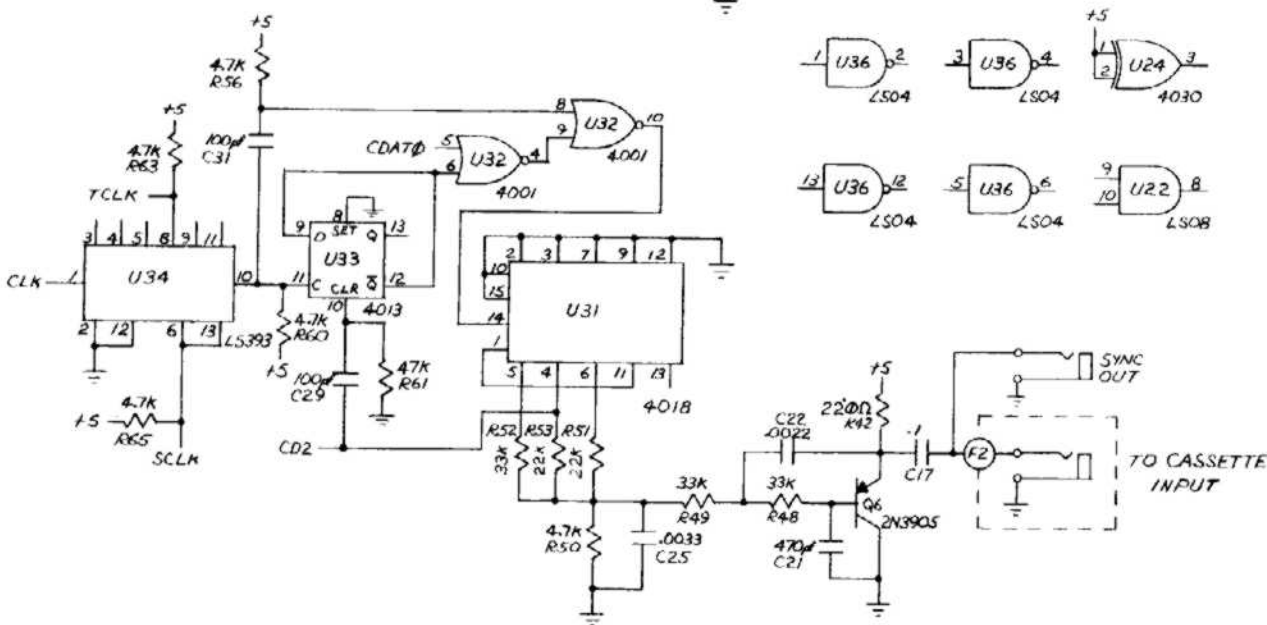 +5
4.7K
R56
+5
4.7K
R63
100pf
C31
TCLK
3 4 5 8 9 11
CLK 1
U34
10
2 12 6 13
LS393
+5
4.7K
R65
SCLK
4.7K
R60
+5
8
SET
9 D Q 13
U33
11 C CLR Q̅ 12
10
4013
100pf
C29
47K
R61
CD2
CDATØ 5
6
U32
4
4001
8
9
U32
10
4001
2 3 7 9 12
10
15
14
1
U31
5 4 6 11 13
4018
R52
33K
R53
22K
R51
22K
4.7K
R50
.0033
C25
33K
R49
33K
R48
C22
.0022
470pf
C21
+5
22ØΩ
R42
Q6
2N3905
.1
C17
F2
SYNC
OUT
TO CASSETTE
INPUT
1 U36 2
LS04
3 U36 4
LS04
+5
1
2
U24
3
4030
13 U36 12
LS04
5 U36 6
LS04
9
10
U22
8
LS08